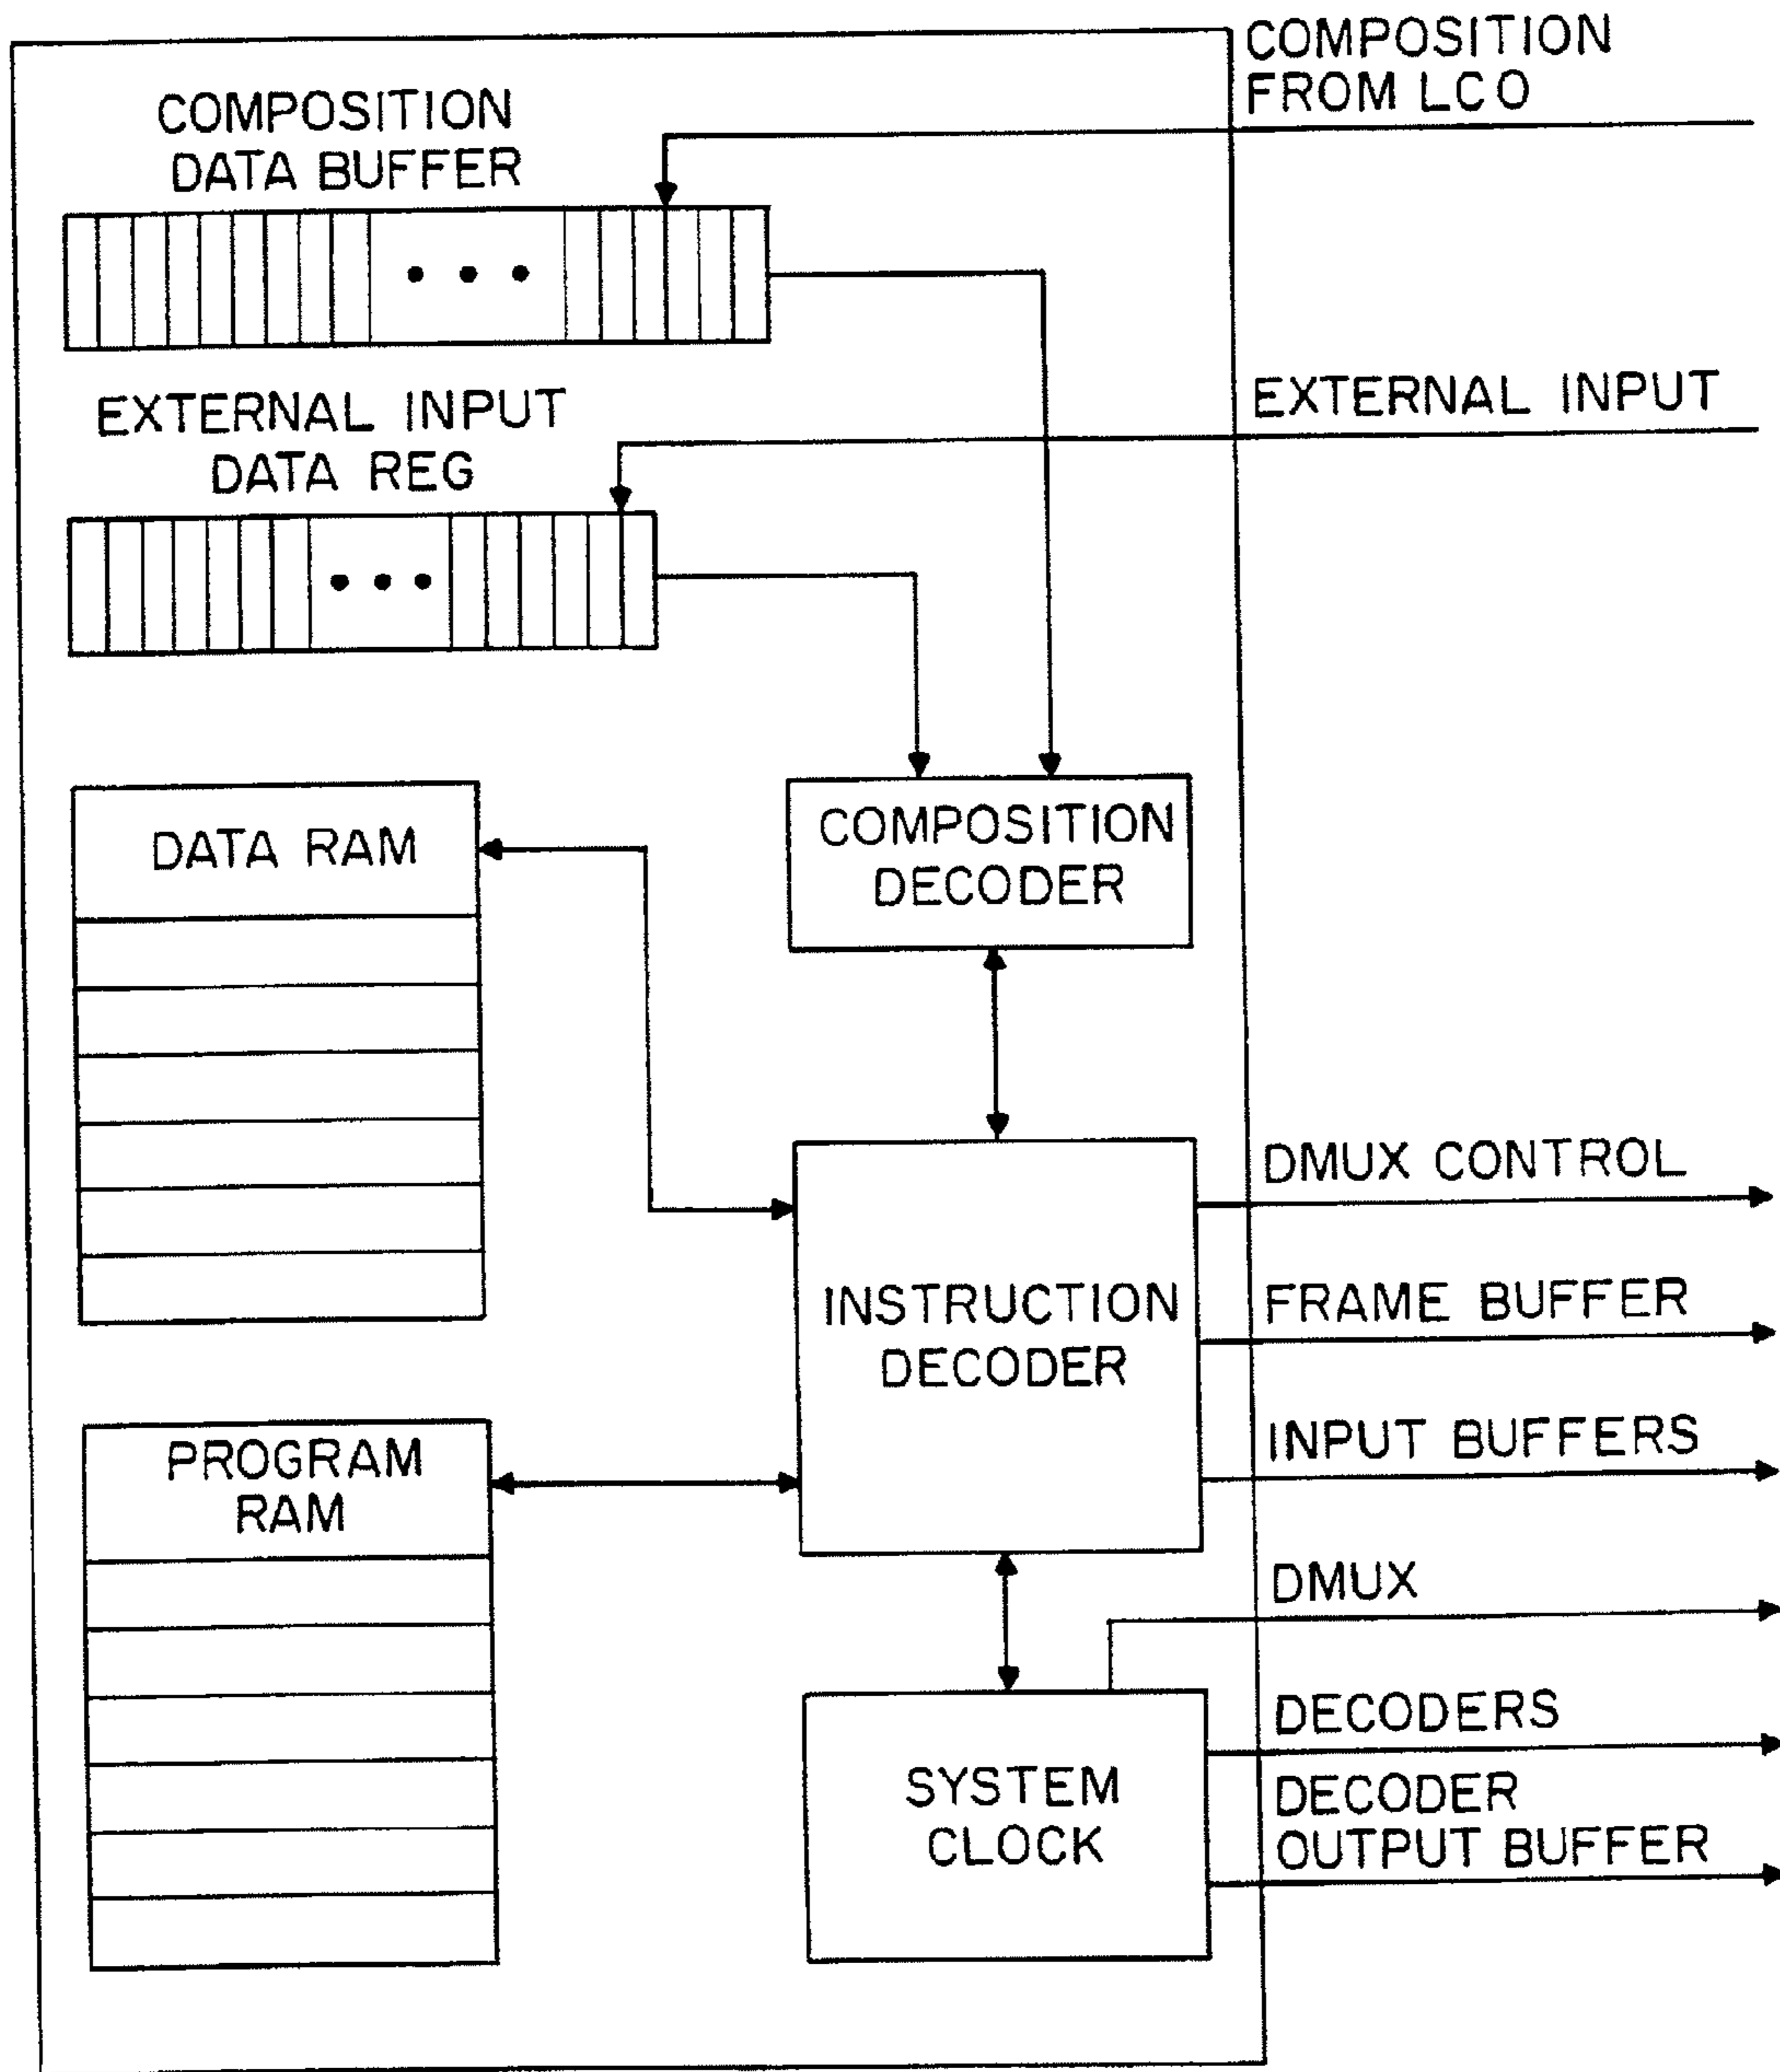 COMPOSITION
FROM LCO
COMPOSITION
DATA BUFFER
EXTERNAL INPUT
EXTERNAL INPUT
DATA REG
DATA RAM
COMPOSITION
DECODER
DMUX CONTROL
INSTRUCTION
DECODER
FRAME BUFFER
INPUT BUFFERS
PROGRAM
RAM
DMUX
SYSTEM
CLOCK
DECODERS
DECODER
OUTPUT BUFFER